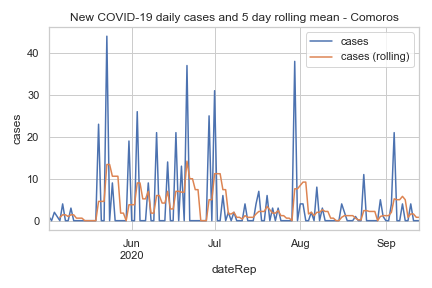 New COVID-19 daily cases and 5 day rolling mean - Comoros
cases
cases (rolling)
cases
40
30
20
10
0
Jun
2020
Jul
Aug
Sep
dateRep